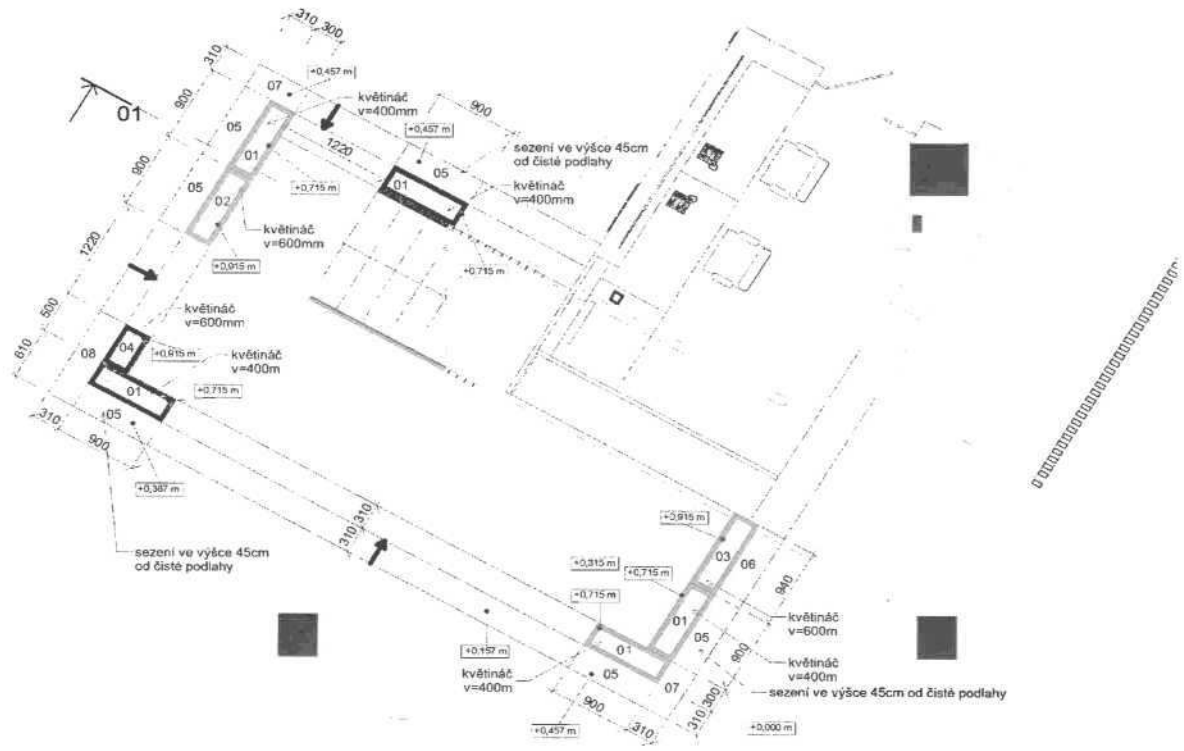 310
300
310
07
+0,457 m
květináč
v=400mm
900
01
05
01
1220
900
+0,457 m
sezení ve výšce 45cm
od čisté podlahy
05
01
květináč
v=400mm
900
05
02
+0,715 m
květináč
v=600mm
+0,915 m
+0,715 m
1220
500
610
květináč
v=600mm
04
+0,915 m
08
květináč
v=400m
01
+0,715 m
05
310
900
+0,367 m
sezení ve výšce 45cm
od čisté podlahy
310
310
+0,915 m
03
06
+0,315 m
+0,715 m
940
+0,715 m
01
květináč
v=600m
05
01
900
+0,157 m
květináč
v=400m
květináč
v=400m
05
07
sezení ve výšce 45cm od čisté podlahy
300
310
900
310
+0,457 m
+0,000 m